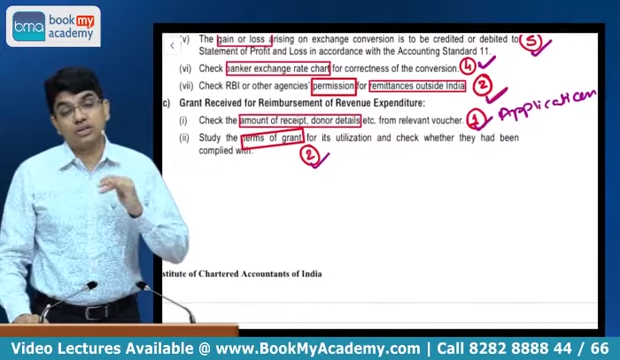 bma
book my
academy
v) The gain or loss arising on exchange conversion is to be credited or debited to
Statement of Profit and Loss in accordance with the Accounting Standard 11.
5
(vi) Check banker exchange rate chart for correctness of the conversion.
4
(vii) Check RBI or other agencies' permission for remittances outside India
2
c) Grant Received for Reimbursement of Revenue Expenditure:
(i) Check the amount of receipt, donor details etc. from relevant voucher.
1 Application
(ii) Study the terms of grant for its utilization and check whether they had been
complied with.
2
stitute of Chartered Accountants of India
Video Lectures Available @ www.BookMyAcademy.com | Call 8282 8888 44 / 66